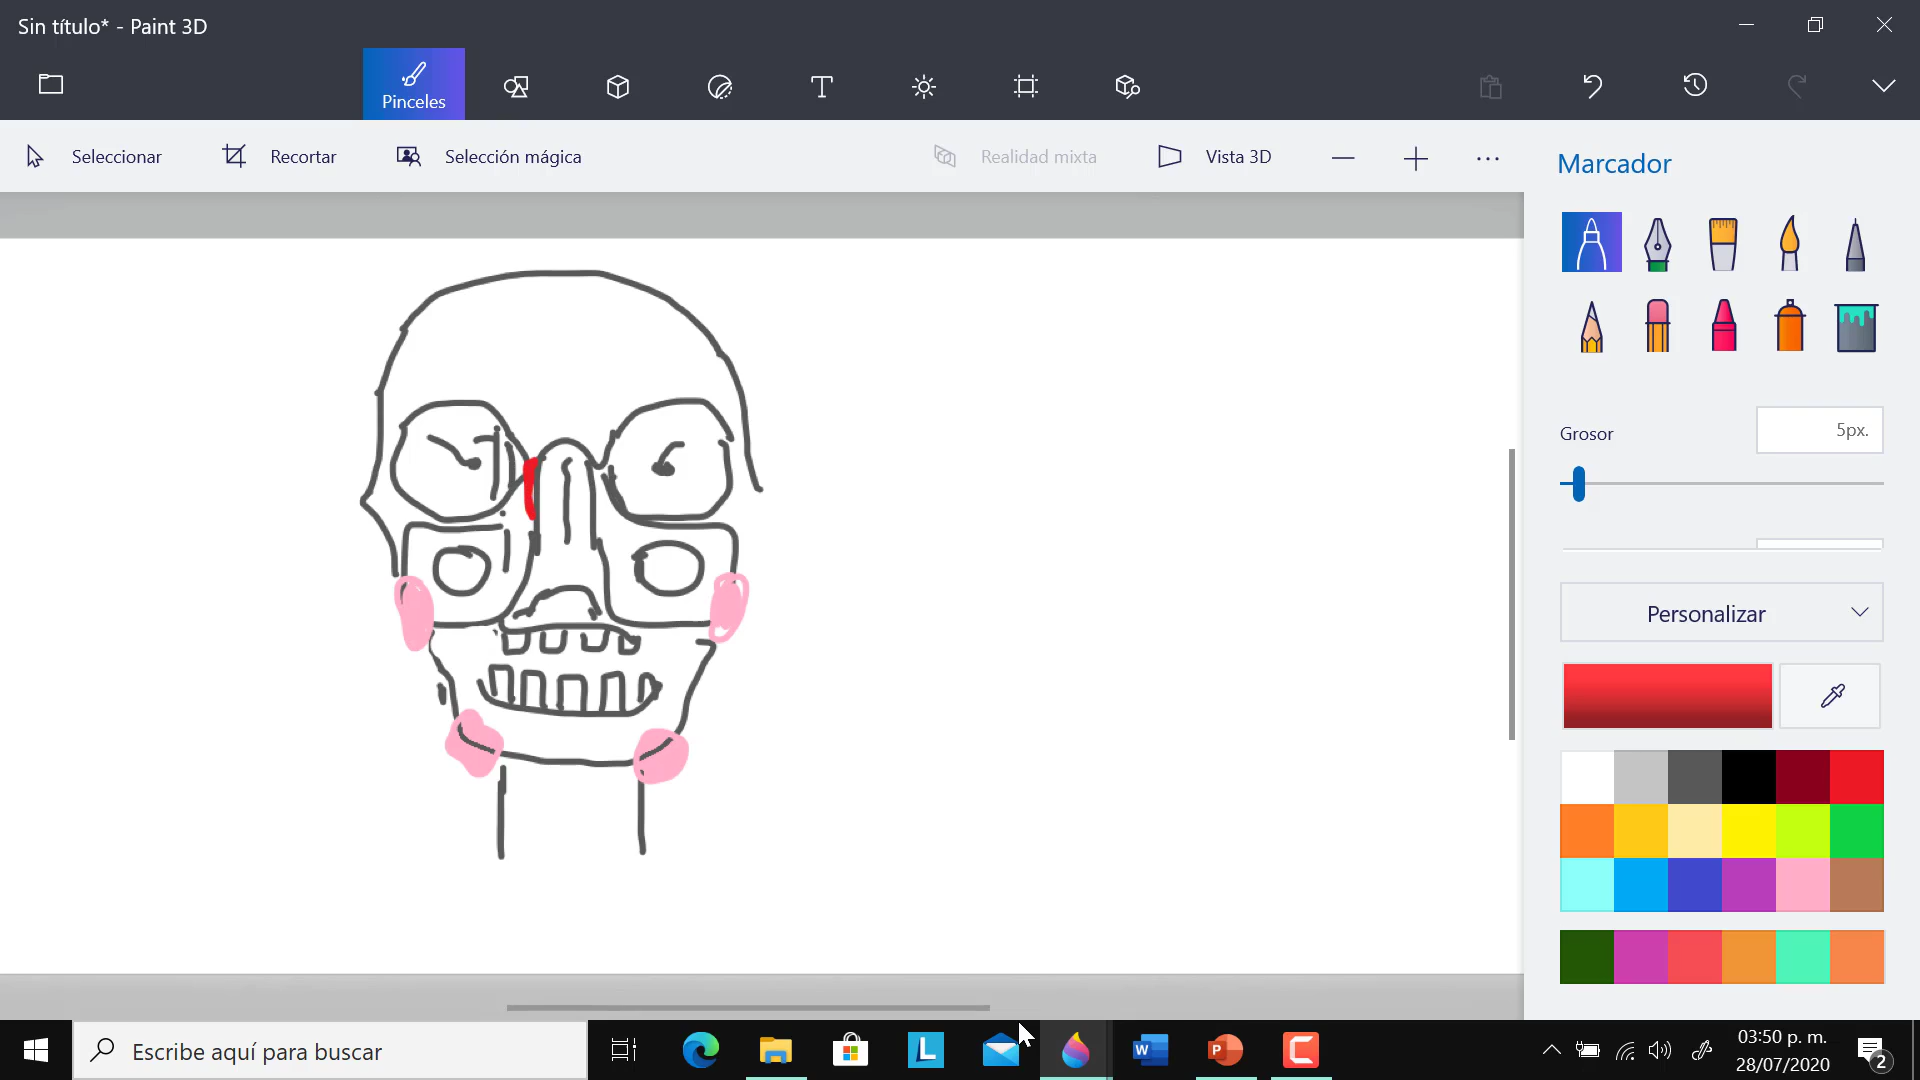 Sin título* - Paint 3D
Pinceles
Seleccionar
Recortar
Selección mágica
Realidad mixta
Vista 3D
Marcador
Grosor
5px.
Personalizar
Escribe aquí para buscar
03:50 p. m.
28/07/2020
2